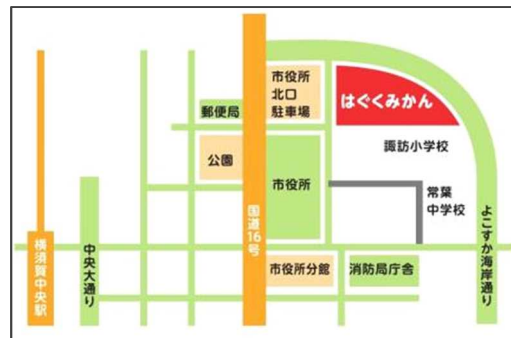 市役所
北口
駐車場
はぐくみかん
郵便局
諏訪小学校
公園
市役所
常葉
中学校
国道16号
よこすか海岸通り
中央大通り
横須賀中央駅
市役所分館
消防局庁舎